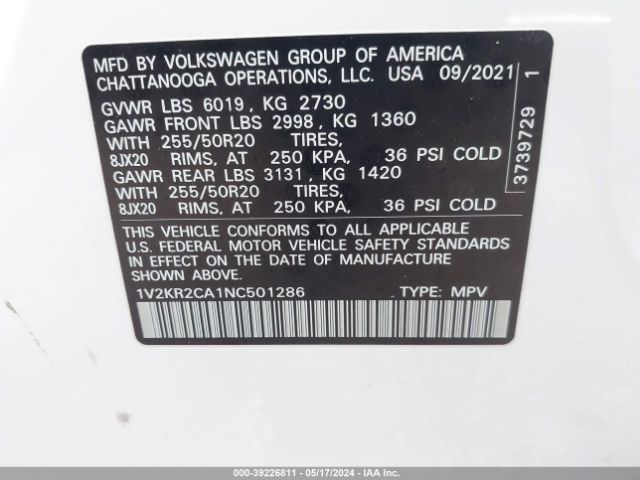 MFD BY VOLKSWAGEN GROUP OF AMERICA
CHATTANOOGA OPERATIONS, LLC. USA 09/2021
GVWR LBS 6019, KG 2730
GAWR FRONT LBS 2998, KG 1360
WITH 255/50R20 TIRES,
8JX20 RIMS, AT 250 KPA, 36 PSI COLD
GAWR REAR LBS 3131, KG 1420
WITH 255/50R20 TIRES,
8JX20 RIMS, AT 250 KPA, 36 PSI COLD
THIS VEHICLE CONFORMS TO ALL APPLICABLE
U.S. FEDERAL MOTOR VEHICLE SAFETY STANDARDS
IN EFFECT ON THE DATE OF MANUFACTURE
SHOWN ABOVE.
1V2KR2CA1NC501286 TYPE: MPV
3739729 1
000-39226811 - 05/17/2024 - IAAI.COM